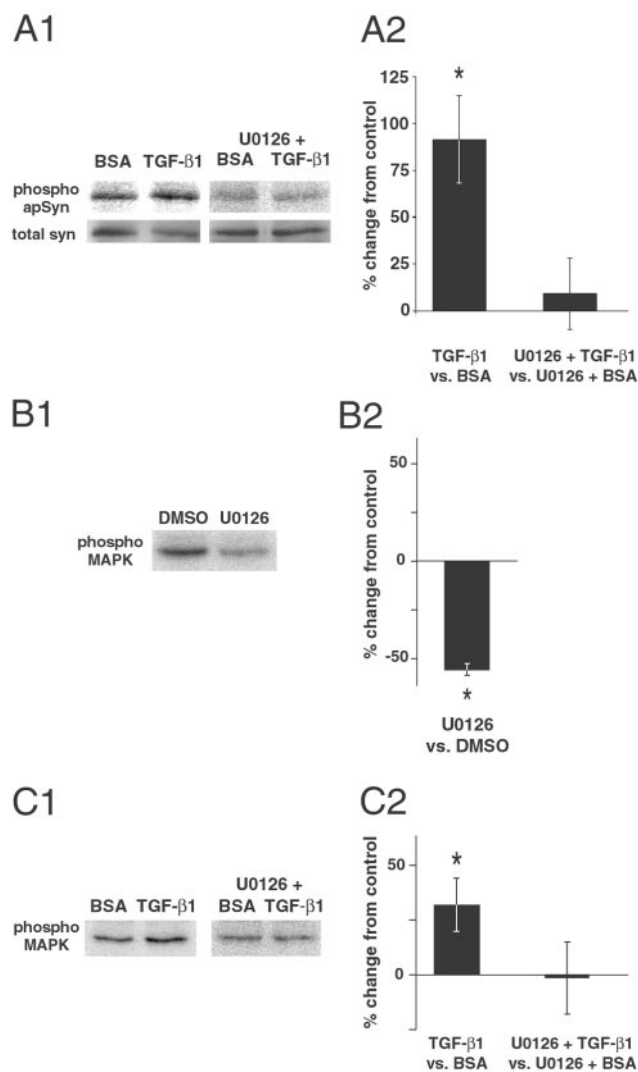 A1
U0126 +
BSA TGF-β1 BSA TGF-β1
phospho
apSyn
total syn
A2
% change from control
125
100
75
50
25
0
*
TGF-β1
vs. BSA
U0126 + TGF-β1
vs. U0126 + BSA
B1
DMSO U0126
phospho
MAPK
B2
% change from control
50
0
-50
*
U0126
vs. DMSO
C1
U0126 +
BSA TGF-β1 BSA TGF-β1
phospho
MAPK
C2
% change from control
50
0
*
TGF-β1
vs. BSA
U0126 + TGF-β1
vs. U0126 + BSA